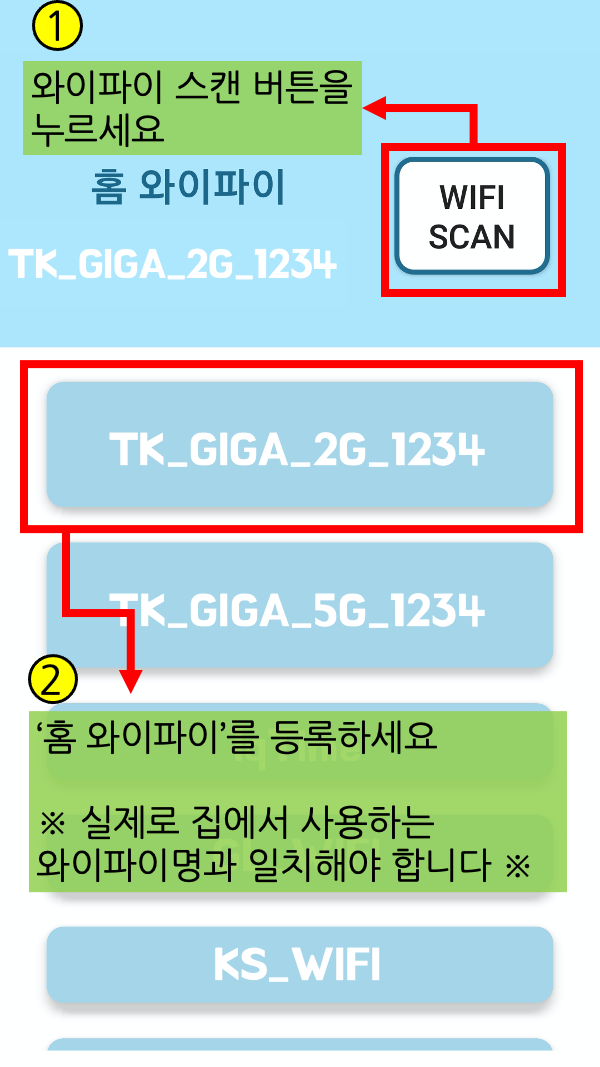 1
와이파이 스캔 버튼을
누르세요
홈 와이파이
WIFI
SCAN
TK_GIGA_2G_1234
TK_GIGA_2G_1234
TK_GIGA_5G_1234
2
‘홈 와이파이’를 등록하세요
※ 실제로 집에서 사용하는
와이파이명과 일치해야 합니다 ※
KS_WIFI